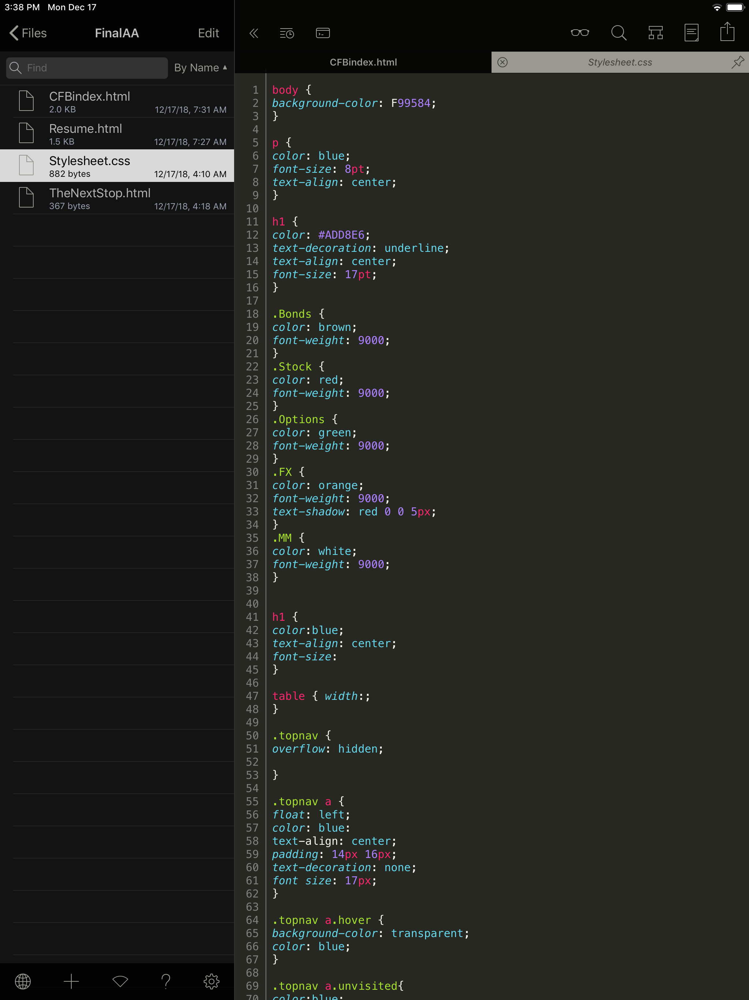 3:38 PM Mon Dec 17
Files FinalAA Edit
Find By Name
CFBindex.html
2.0 KB 12/17/18, 7:31 AM
Resume.html
1.5 KB 12/17/18, 7:27 AM
Stylesheet.css
882 bytes 12/17/18, 4:10 AM
TheNextStop.html
367 bytes 12/17/18, 4:18 AM
CFBindex.html Stylesheet.css
1 body {
2 background-color: F99584;
3 }
4
5 p {
6 color: blue;
7 font-size: 8pt;
8 text-align: center;
9 }
10
11 h1 {
12 color: #ADD8E6;
13 text-decoration: underline;
14 text-align: center;
15 font-size: 17pt;
16 }
17
18 .Bonds {
19 color: brown;
20 font-weight: 9000;
21 }
22 .Stock {
23 color: red;
24 font-weight: 9000;
25 }
26 .Options {
27 color: green;
28 font-weight: 9000;
29 }
30 .FX {
31 color: orange;
32 font-weight: 9000;
33 text-shadow: red 0 0 5px;
34 }
35 .MM {
36 color: white;
37 font-weight: 9000;
38 }
39
40
41 h1 {
42 color:blue;
43 text-align: center;
44 font-size:
45 }
46
47 table { width:;
48 }
49
50 .topnav {
51 overflow: hidden;
52
53 }
54
55 .topnav a {
56 float: left;
57 color: blue:
58 text-align: center;
59 padding: 14px 16px;
60 text-decoration: none;
61 font size: 17px;
62 }
63
64 .topnav a.hover {
65 background-color: transparent;
66 color: blue;
67 }
68
69 .topnav a.unvisited{
70 color:blue;